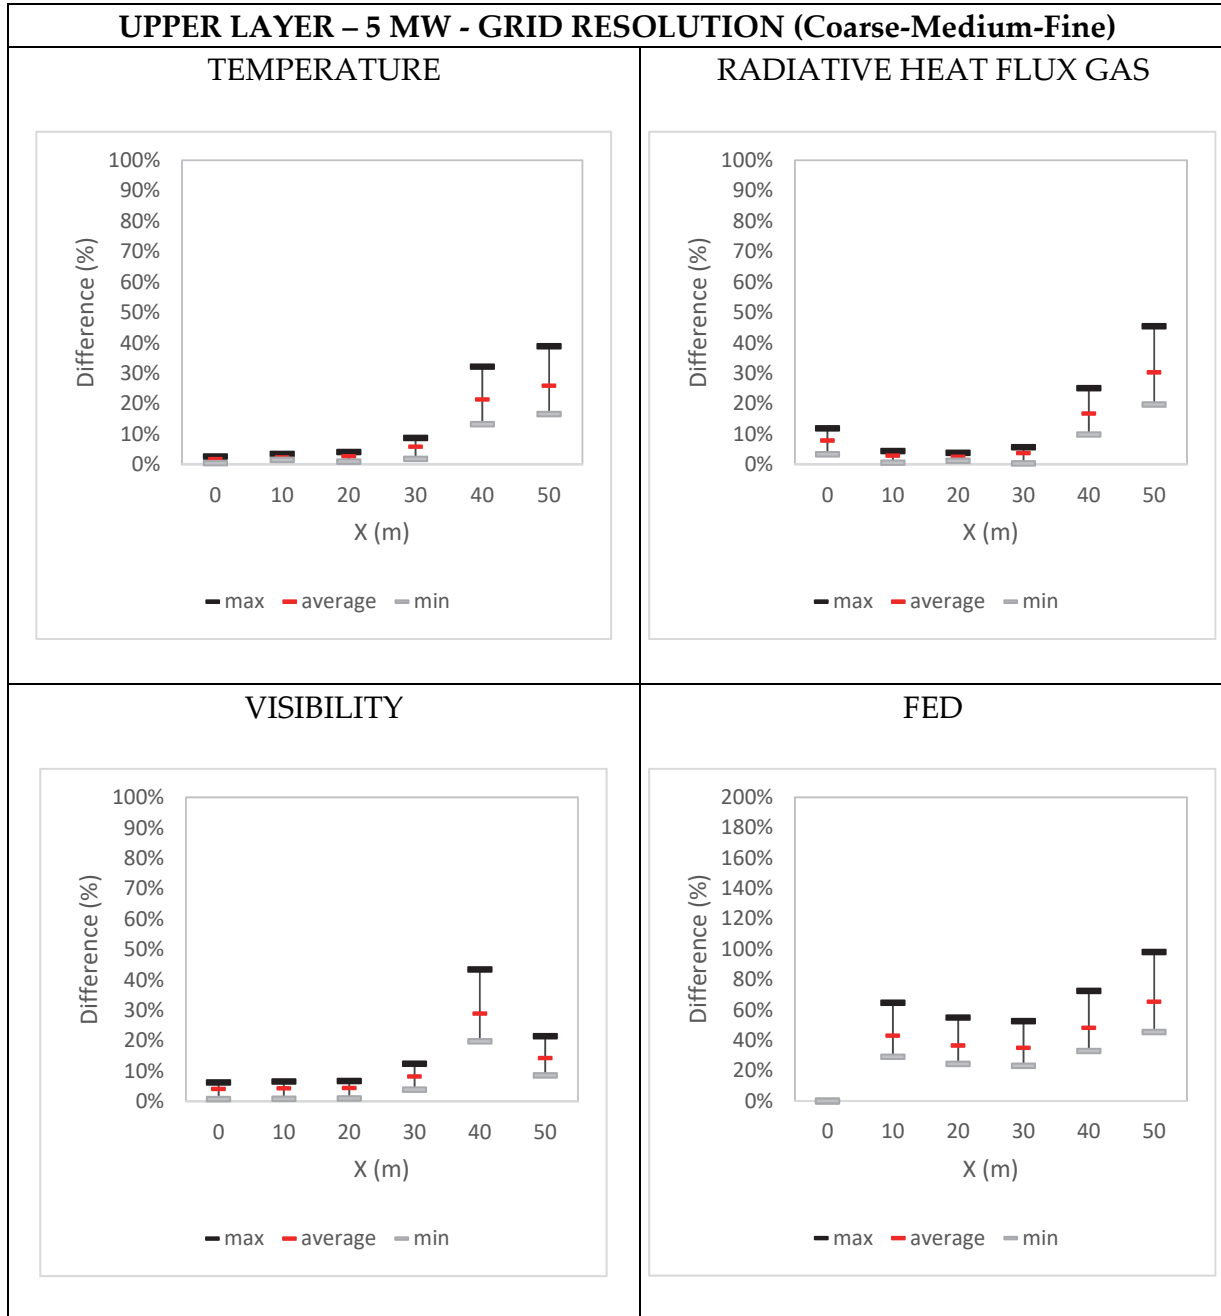 UPPER LAYER – 5 MW - GRID RESOLUTION (Coarse-Medium-Fine)
TEMPERATURE
100%
90%
80%
70%
60%
50%
40%
30%
20%
10%
0%
Difference (%)
0 10 20 30 40 50
X (m)
max average min
RADIATIVE HEAT FLUX GAS
100%
90%
80%
70%
60%
50%
40%
30%
20%
10%
0%
Difference (%)
0 10 20 30 40 50
X (m)
max average min
VISIBILITY
100%
90%
80%
70%
60%
50%
40%
30%
20%
10%
0%
Difference (%)
0 10 20 30 40 50
X (m)
max average min
FED
200%
180%
160%
140%
120%
100%
80%
60%
40%
20%
0%
Difference (%)
0 10 20 30 40 50
X (m)
max average min